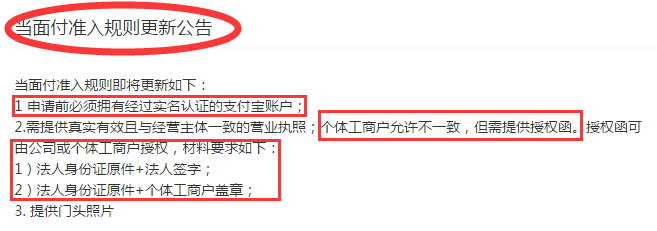 当面付准入规则更新公告
当面付准入规则即将更新如下：
1 申请前必须拥有经过实名认证的支付宝账户；
2.需提供真实有效且与经营主体一致的营业执照；个体工商户允许不一致，但需提供授权函。授权函可
由公司或个体工商户授权，材料要求如下：
1）法人身份证原件+法人签字；
2）法人身份证原件+个体工商户盖章；
3. 提供门头照片